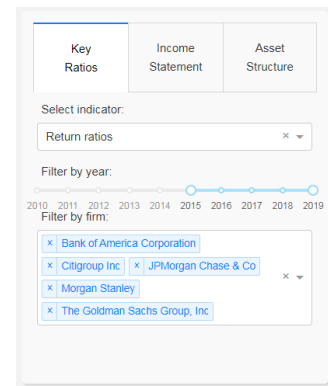 Key Income Asset
Ratios Statement Structure
Select indicator:
Return ratios × 
Filter by year:
2010 2011 2012 2013 2014 2015 2016 2017 2018 2019
Filter by firm:
× Bank of America Corporation
× Citigroup Inc × JPMorgan Chase & Co
× Morgan Stanley
× The Goldman Sachs Group, Inc
×